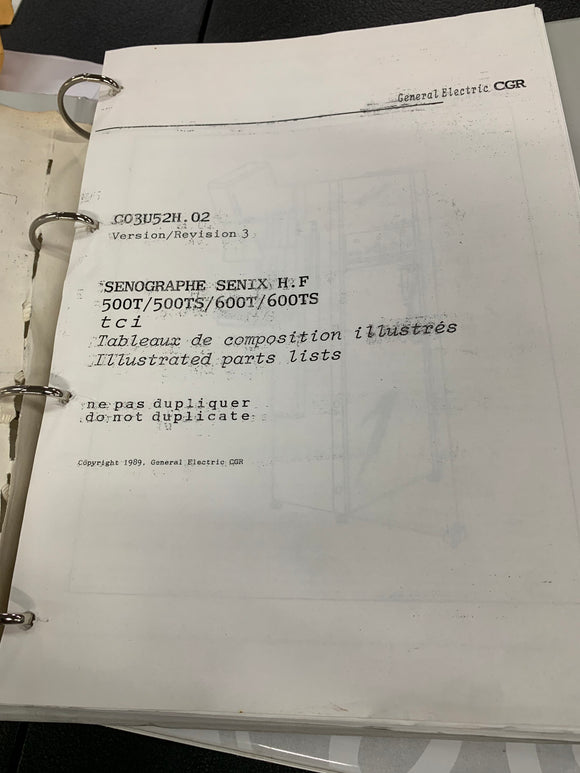 General Electric CGR
C03U52H.02
Version/Revision 3
SENOGRAPHE SENIX H.F
500T/500TS/600T/600TS
tci
Tableaux de composition illustrés
Illustrated parts lists
ne pas dupliquer
do not duplicate
Copyright 1989. General Electric CGR